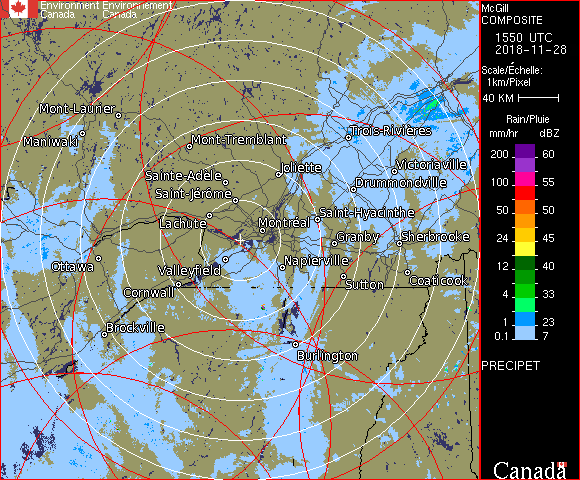 Environment Environnement
Canada Canada
McGill
COMPOSITE
1550 UTC
2018-11-28
Scale/Échelle:
1km/Pixel
40 KM
Rain/Pluie
mm/hr dBZ
200 60
100 55
50 50
24 45
12 40
4 33
1 23
0.1 7
PRECIPET
Canada
Mont-Laurier
Maniwaki
Mont-Tremblant
Trois-Rivières
Joliette
Victoriaville
Sainte-Adèle
Drummondville
Saint-Jérôme
Lachute
Saint-Hyacinthe
Montréal
Granby
Sherbrooke
Ottawa
Valleyfield
Napierville
Cornwall
Sutton
Coaticook
Brockville
Burlington